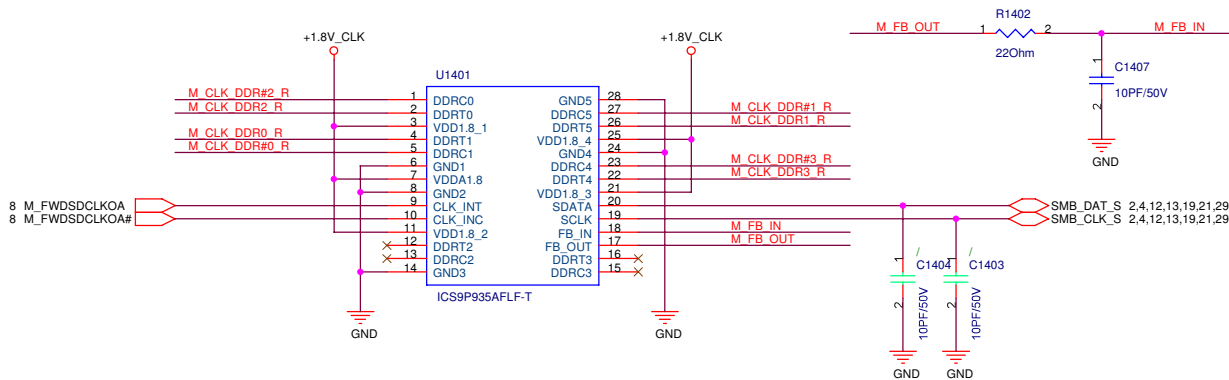 R1402
M_FB_OUT 1 2 M_FB_IN
22Ohm
1 C1407
10PF/50V
2
GND
+1.8V_CLK +1.8V_CLK
U1401
M_CLK_DDR#2_R 1 DDRC0 GND5 28
M_CLK_DDR2_R 2 DDRT0 DDRC5 27 M_CLK_DDR#1_R
3 VDD1.8_1 DDRT5 26 M_CLK_DDR1_R
M_CLK_DDR0_R 4 DDRT1 VDD1.8_4 25
M_CLK_DDR#0_R 5 DDRC1 GND4 24
6 GND1 DDRC4 23 M_CLK_DDR#3_R
7 VDDA1.8 DDRT4 22 M_CLK_DDR3_R
8 GND2 VDD1.8_3 21
8 M_FWDSDCLKOA 9 CLK_INT SDATA 20 SMB_DAT_S 2,4,12,13,19,21,29
8 M_FWDSDCLKOA# 10 CLK_INC SCLK 19 SMB_CLK_S 2,4,12,13,19,21,29
11 VDD1.8_2 FB_IN 18 M_FB_IN
12 DDRT2 FB_OUT 17 M_FB_OUT
13 DDRC2 DDRT3 16
14 GND3 DDRC3 15
ICS9P935AFLF-T
/ /
1 C1404 1 C1403
2 10PF/50V 2 10PF/50V
GND GND
GND GND